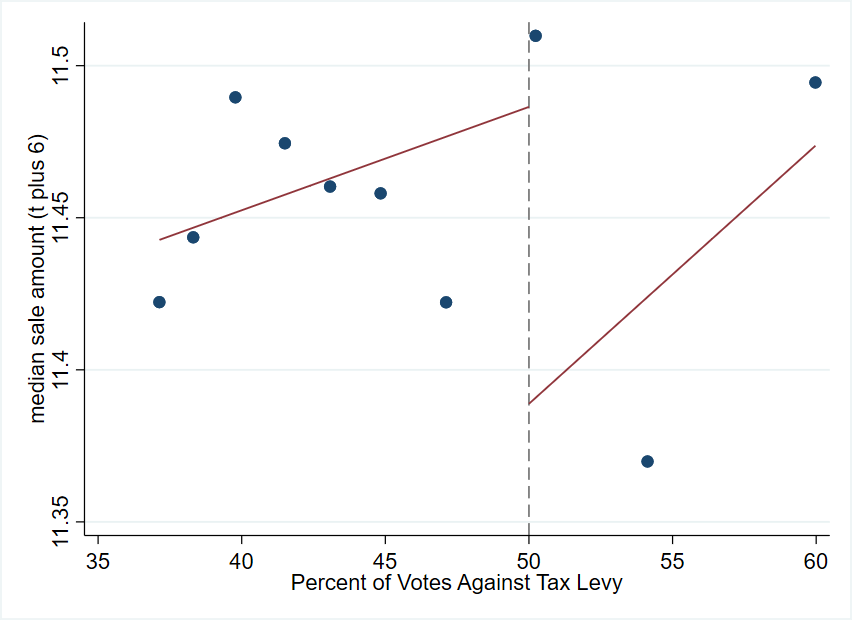 median sale amount (t plus 6)
11.5
11.45
11.4
11.35
35 40 45 50 55 60
Percent of Votes Against Tax Levy